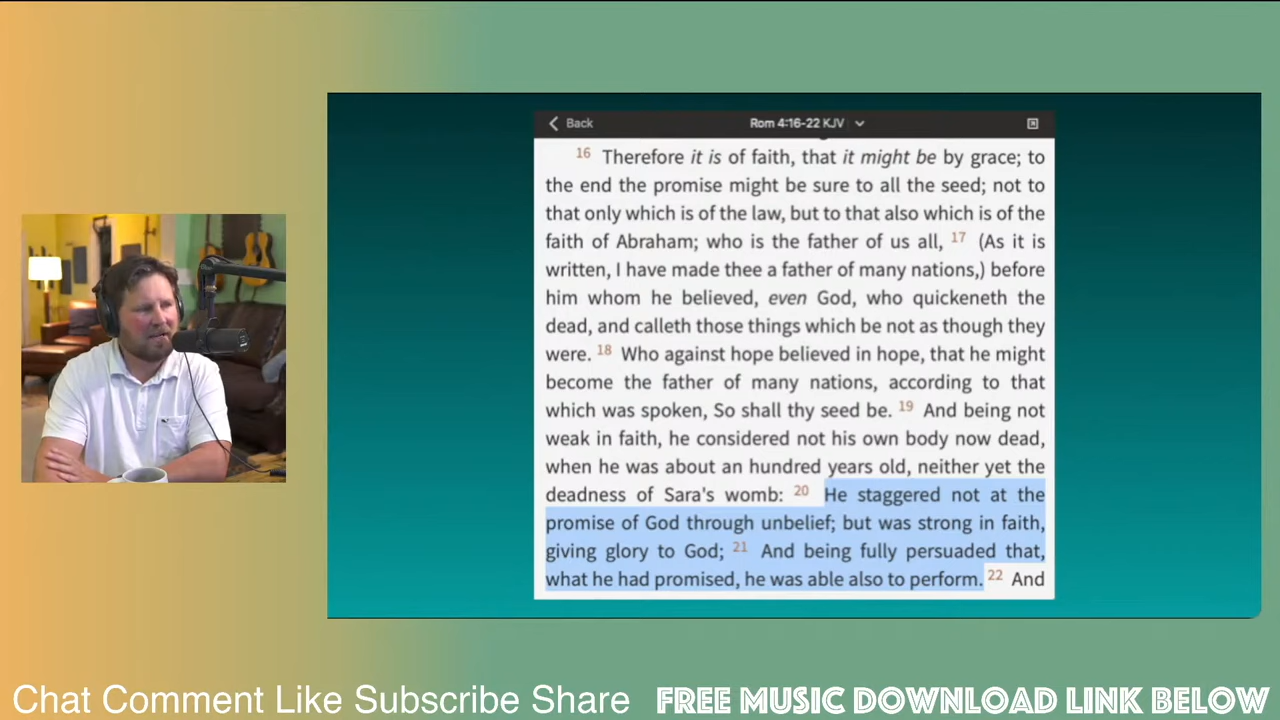 Back
Rom 4:16-22 KJV
16 Therefore it is of faith, that it might be by grace; to
the end the promise might be sure to all the seed; not to
that only which is of the law, but to that also which is of the
faith of Abraham; who is the father of us all, 17 (As it is
written, I have made thee a father of many nations,) before
him whom he believed, even God, who quickeneth the
dead, and calleth those things which be not as though they
were. 18 Who against hope believed in hope, that he might
become the father of many nations, according to that
which was spoken, So shall thy seed be. 19 And being not
weak in faith, he considered not his own body now dead,
when he was about an hundred years old, neither yet the
deadness of Sara's womb: 20 He staggered not at the
promise of God through unbelief; but was strong in faith,
giving glory to God; 21 And being fully persuaded that,
what he had promised, he was able also to perform. 22 And
Chat Comment Like Subscribe Share
FREE MUSIC DOWNLOAD LINK BELOW